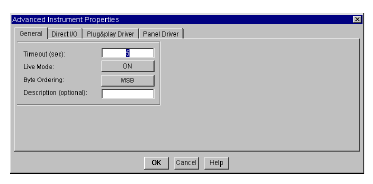 Advanced Instrument Properties
General Direct I/O Plug&play Driver Panel Driver
Timeout (sec): 5
Live Mode: ON
Byte Ordering: MSB
Description (optional):
OK Cancel Help